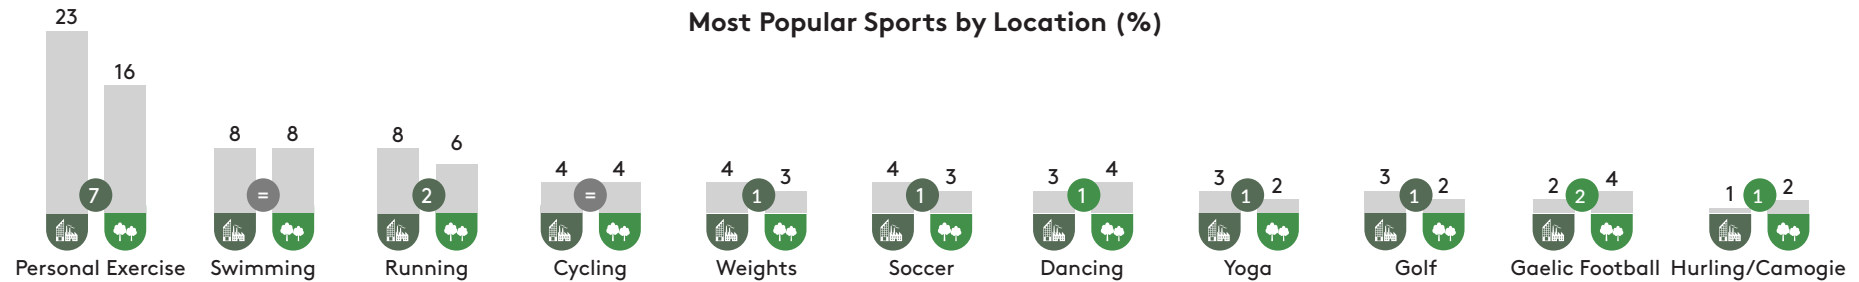 Most Popular Sports by Location (%)
23 16 7 Personal Exercise
8 8 = Swimming
8 6 2 Running
4 4 = Cycling
4 3 1 Weights
4 3 1 Soccer
3 4 1 Dancing
3 2 1 Yoga
3 2 1 Golf
2 4 2 Gaelic Football
1 2 1 Hurling/Camogie